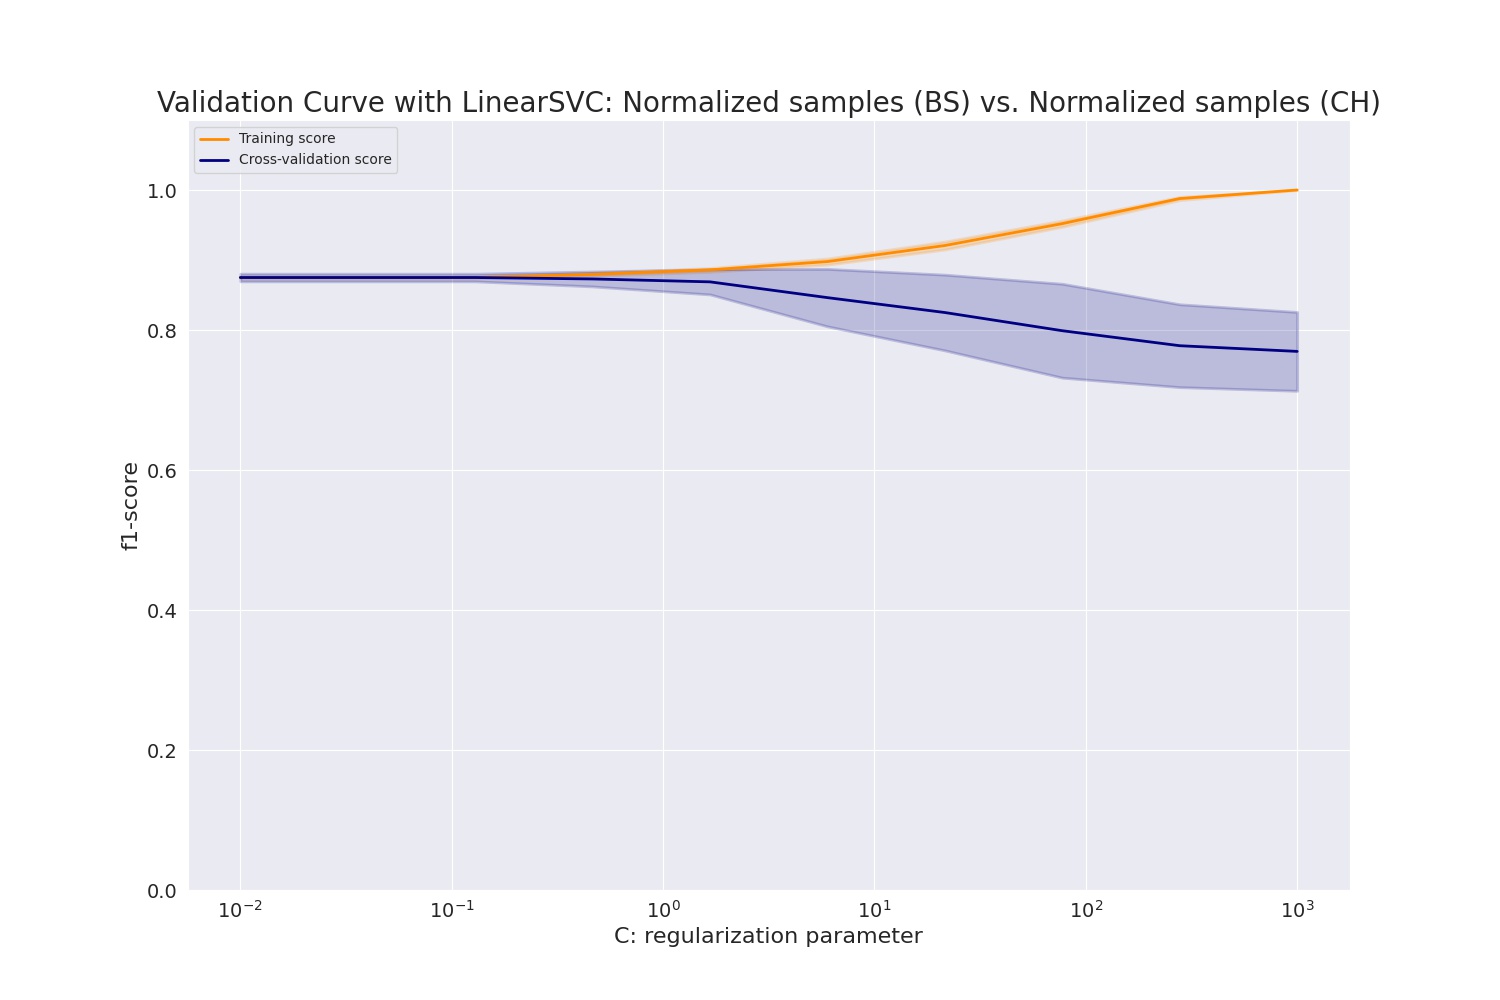 Validation Curve with LinearSVC: Normalized samples (BS) vs. Normalized samples (CH)
Training score
Cross-validation score
1.0
0.8
0.6
0.4
0.2
0.0
f1-score
10⁻² 10⁻¹ 10⁰ 10¹ 10² 10³
C: regularization parameter